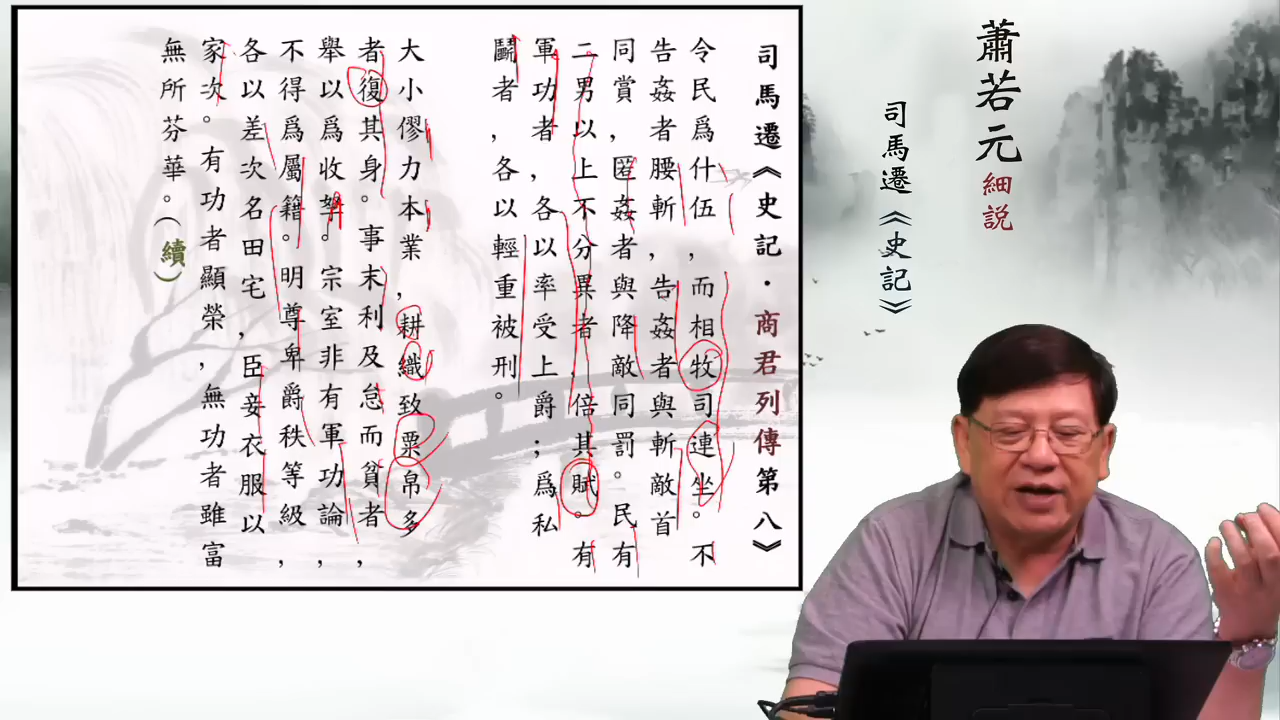 蕭若元細說
司馬遷《史記》
司馬遷《史記·商君列傳第八》
令民爲什伍，而相牧司連坐。不
告姦者腰斬，告姦者與斬敵首
同賞，匿姦者與降敵同罰。民有
二男以上不分異者，倍其賦。有
軍功者，各以率受上爵；爲私
鬭者，各以輕重被刑。
大小僇力本業，耕織致粟帛多
者復其身。事末利及怠而貧者，
舉以爲收孥。宗室非有軍功論，
不得爲屬籍。明尊卑爵秩等級，
各以差次名田宅，臣妾衣服以
家次。有功者顯榮，無功者雖富
無所芬華。（續）